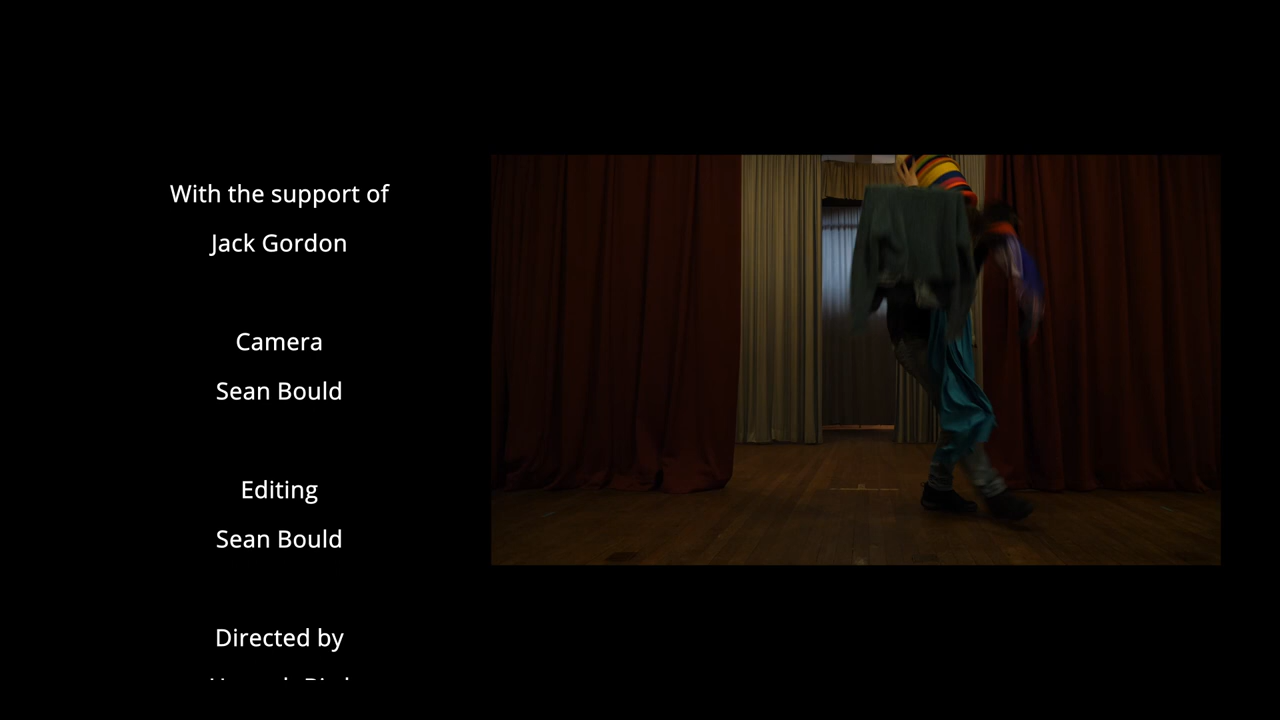 With the support of
Jack Gordon
Camera
Sean Bould
Editing
Sean Bould
Directed by